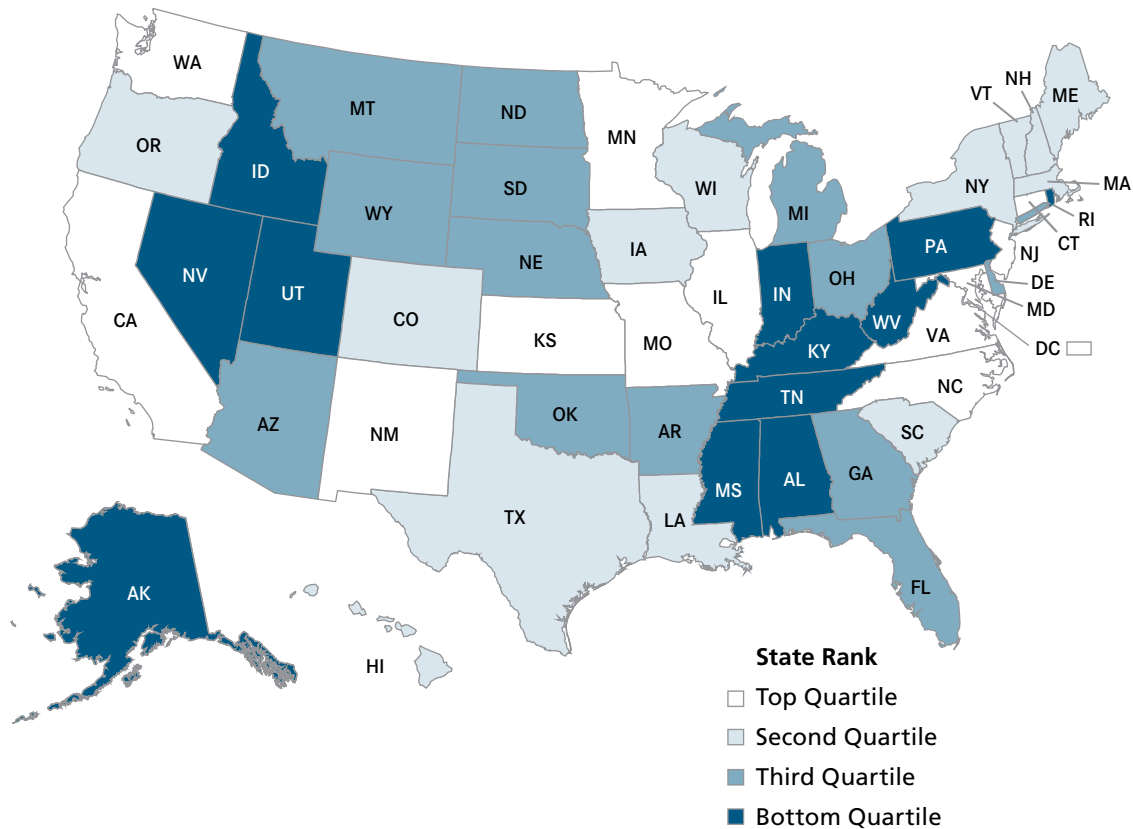 WA
MT
ND
MN
OR
ID
SD
WY
WI
NH
VT
ME
NY
MA
MI
RI
CT
IA
NE
PA
NJ
NV
UT
IL
IN
OH
DE
MD
CO
CA
KS
MO
WV
VA
KY
DC
NC
TN
OK
AZ
NM
AR
SC
MS
AL
GA
TX
LA
FL
AK
HI
State Rank
Top Quartile
Second Quartile
Third Quartile
Bottom Quartile